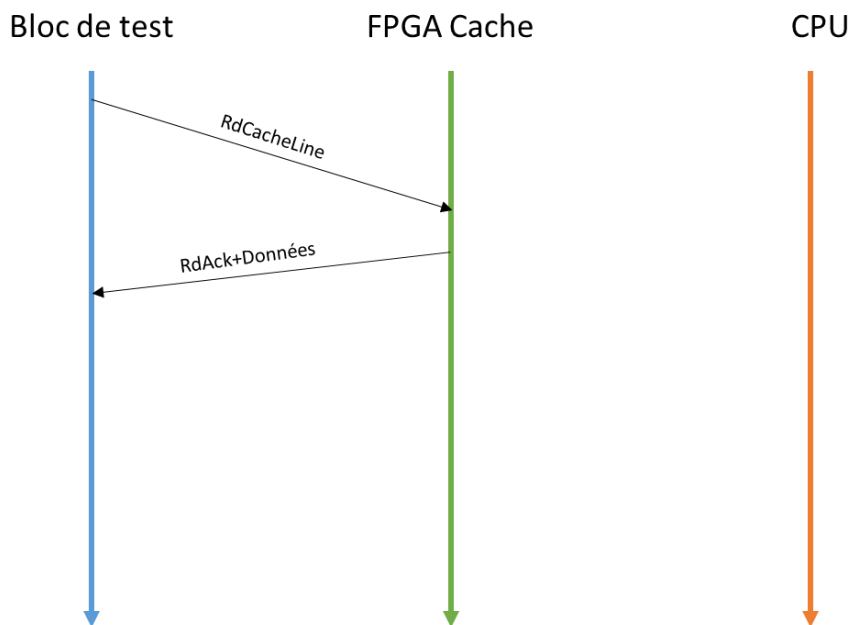 Bloc de test
FPGA Cache
CPU
RdCacheLine
RdAck+Données